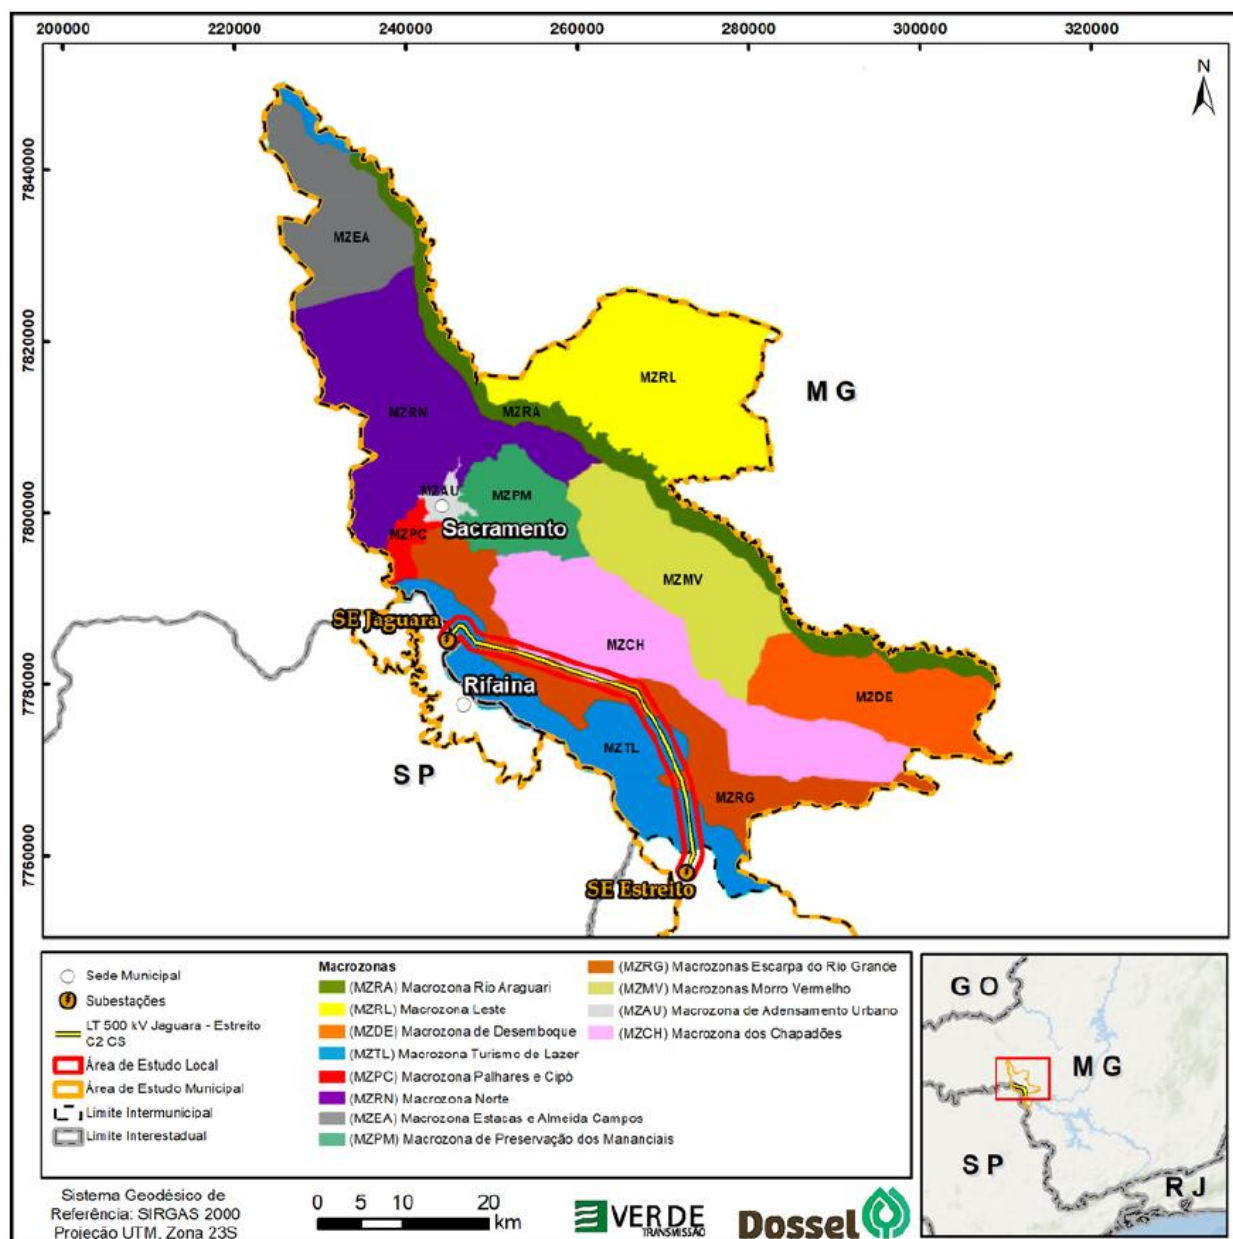 200000 220000 240000 260000 280000 300000 320000
N
7840000
7820000
7800000
7780000
7760000
MZEA
MZRL
M G
MZRN
MZRA
MZAU
MZPM
Sacramento
MZPC
MZMV
SE Jaguara
MZCH
Rifaina
MZDE
MZTL
S P
MZRG
SE Estreito
Sede Municipal
Subestações
LT 500 kV Jaguara - Estreito
C2 CS
Área de Estudo Local
Área de Estudo Municipal
Limite Intermunicipal
Limite Interestadual
Macrozonas
(MZRA) Macrozona Rio Araguari
(MZRL) Macrozona Leste
(MZDE) Macrozona de Desemboque
(MZTL) Macrozona Turismo de Lazer
(MZPC) Macrozona Palhares e Cipó
(MZRN) Macrozona Norte
(MZEA) Macrozona Estacas e Almeida Campos
(MZPM) Macrozona de Preservação dos Mananciais
(MZRG) Macrozonas Escarpa do Rio Grande
(MZMV) Macrozonas Morro Vermelho
(MZAU) Macrozona de Adensamento Urbano
(MZCH) Macrozona dos Chapadões
G O
M G
S P
R J
Sistema Geodésico de
Referência: SIRGAS 2000
Projeção UTM, Zona 23S
0 5 10 20
km
VERDE
TRANSMISSÃO
Dossel